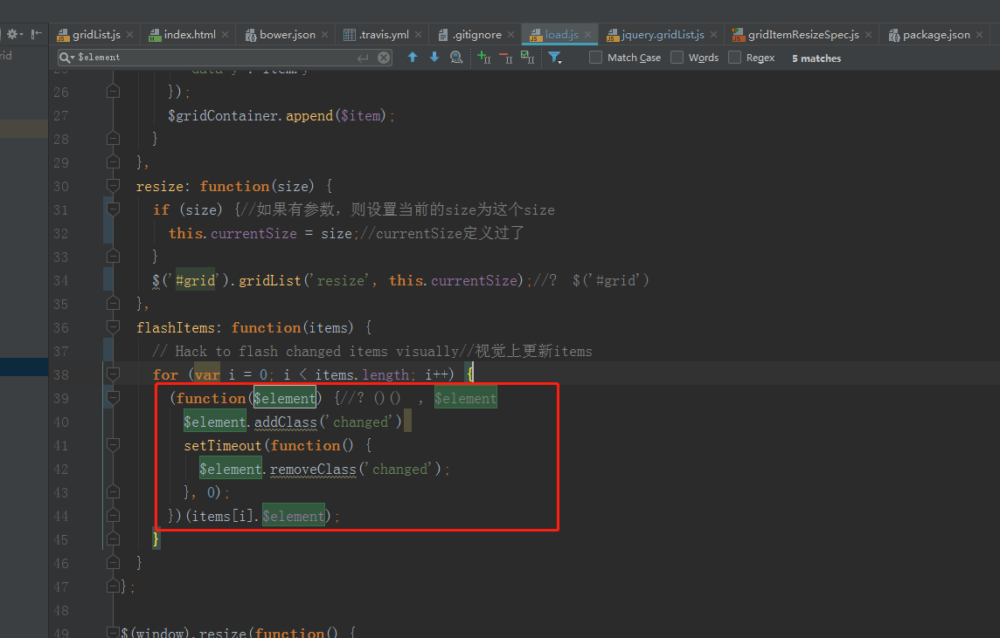 gridList.js index.html bower.json .travis.yml .gitignore load.js jquery.gridList.js gridItemResizeSpec.js package.json
rid
$element Match Case Words Regex 5 matches
26 });
27 $gridContainer.append($item);
28 }
29 },
30 resize: function(size) {
31 if (size) {//如果有参数，则设置当前的size为这个size
32 this.currentSize = size;//currentSize定义过了
33 }
34 $('#grid').gridList('resize', this.currentSize);//? $('#grid')
35 },
36 flashItems: function(items) {
37 // Hack to flash changed items visually//视觉上更新items
38 for (var i = 0; i < items.length; i++) {
39 (function($element) {//? ()() , $element
40 $element.addClass('changed')
41 setTimeout(function() {
42 $element.removeClass('changed');
43 }, 0);
44 })(items[i].$element);
45 }
46 }
47 };
48
49 $(window).resize(function() {